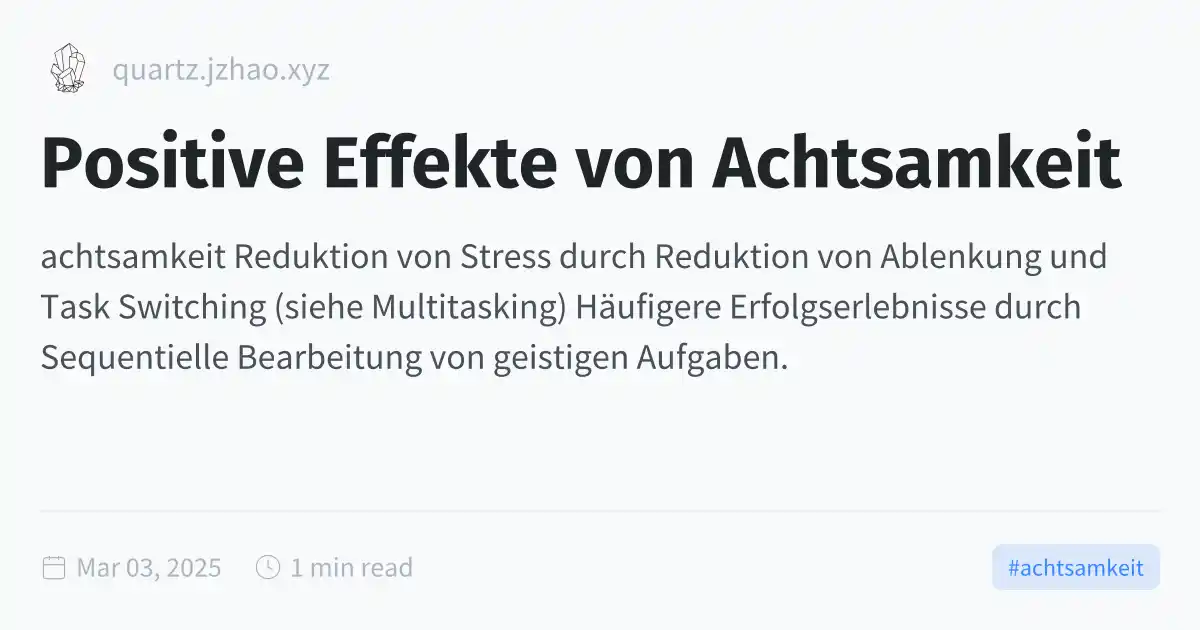 quartz.jzhao.xyz
Positive Effekte von Achtsamkeit
achtsamkeit Reduktion von Stress durch Reduktion von Ablenkung und
Task Switching (siehe Multitasking) Häufigere Erfolgserlebnisse durch
Sequentielle Bearbeitung von geistigen Aufgaben.
Mar 03, 2025 1 min read #achtsamkeit